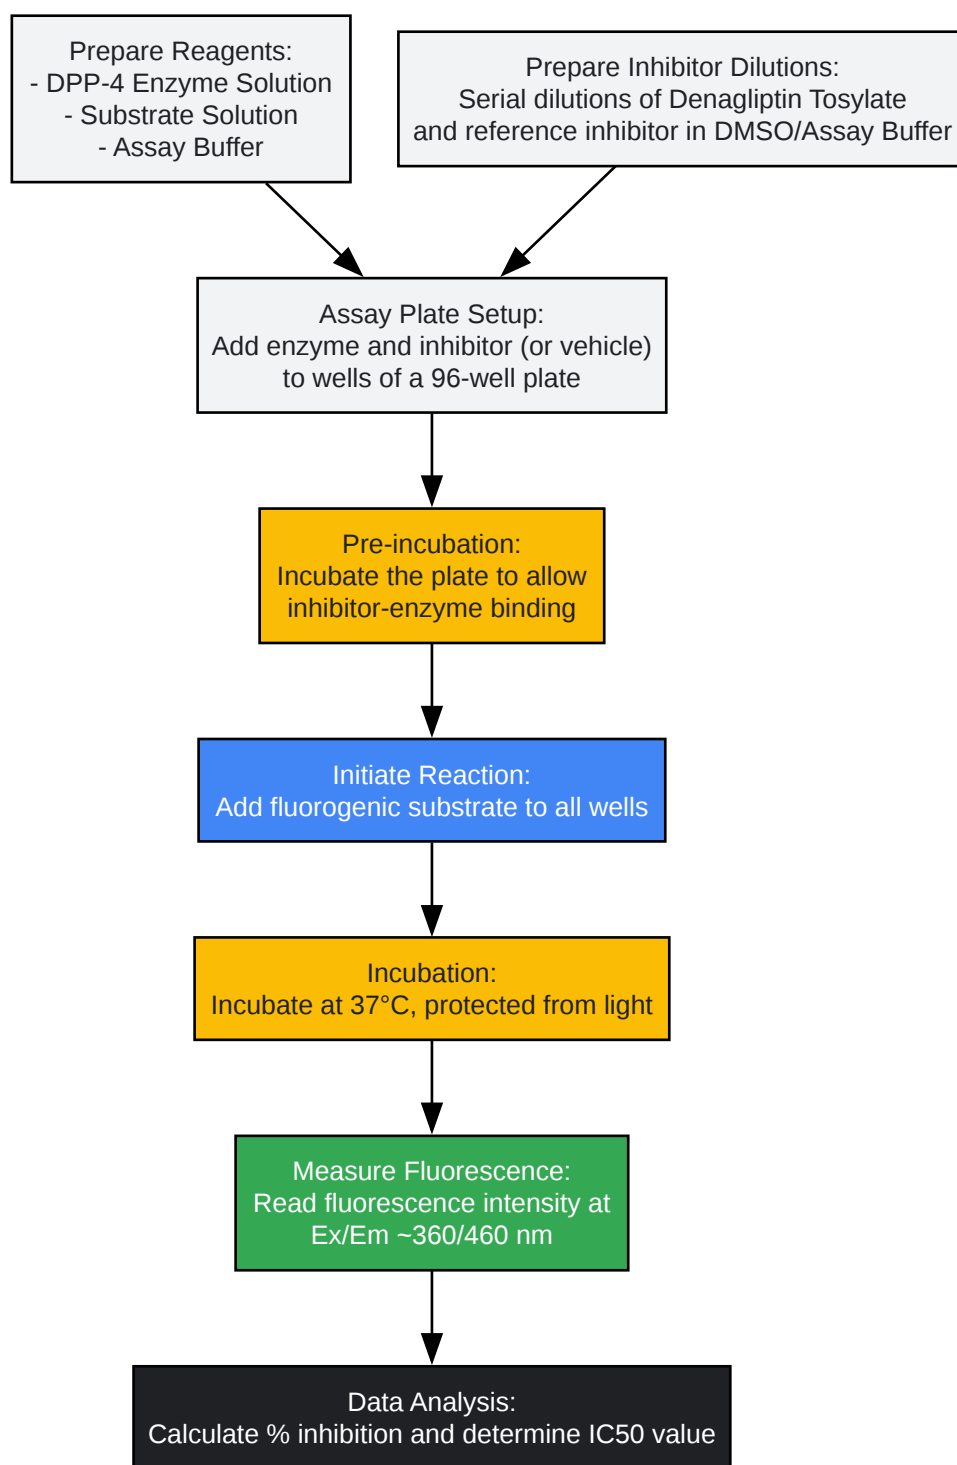 Prepare Reagents:
- DPP-4 Enzyme Solution
- Substrate Solution
- Assay Buffer
Prepare Inhibitor Dilutions:
Serial dilutions of Denagliptin Tosylate
and reference inhibitor in DMSO/Assay Buffer
Assay Plate Setup:
Add enzyme and inhibitor (or vehicle)
to wells of a 96-well plate
Pre-incubation:
Incubate the plate to allow
inhibitor-enzyme binding
Initiate Reaction:
Add fluorogenic substrate to all wells
Incubation:
Incubate at 37°C, protected from light
Measure Fluorescence:
Read fluorescence intensity at
Ex/Em ~360/460 nm
Data Analysis:
Calculate % inhibition and determine IC50 value